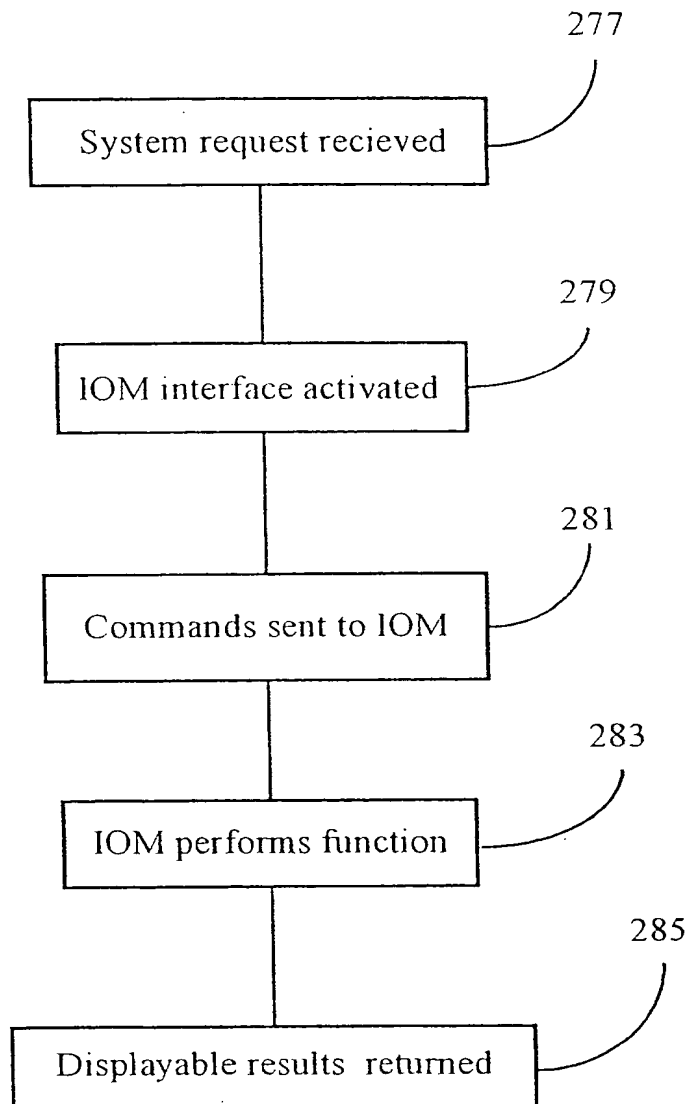 277
System request recieved
279
IOM interface activated
281
Commands sent to IOM
283
IOM performs function
285
Displayable results returned